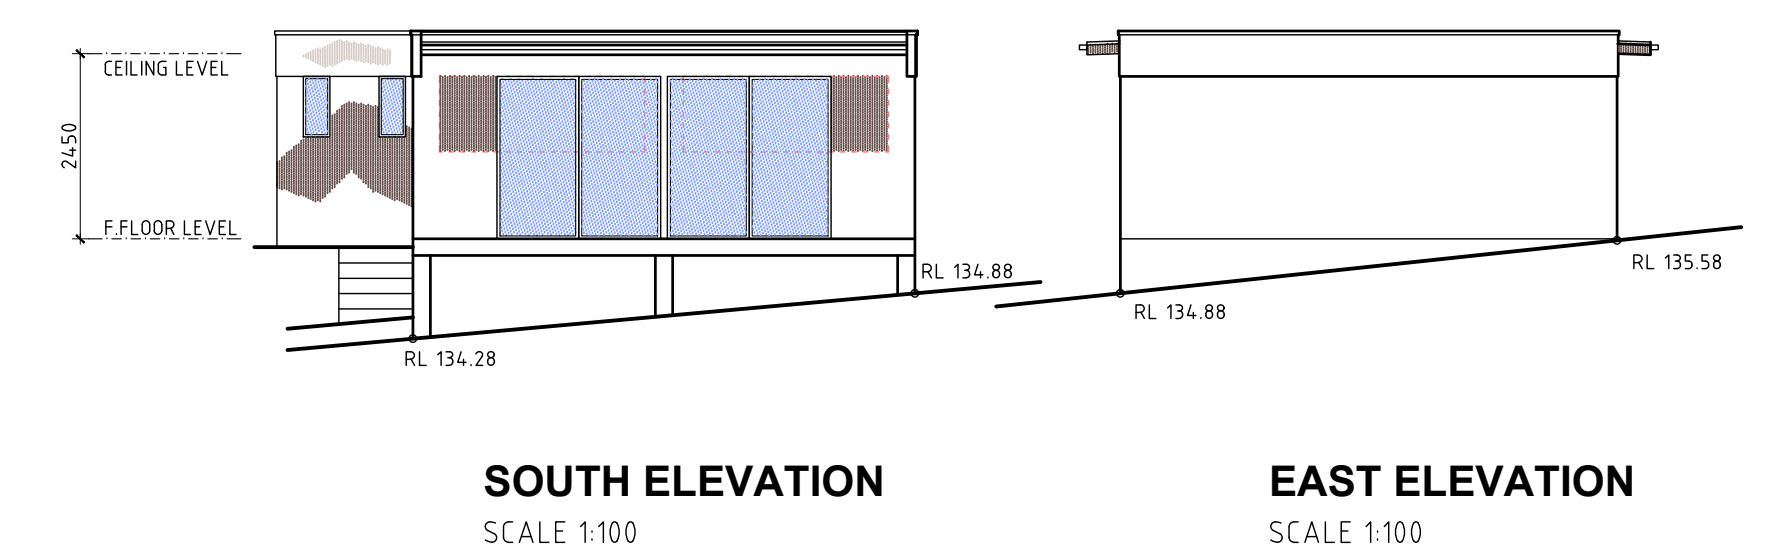 CEILING LEVEL
2450
F.FLOOR LEVEL
RL 134.88
RL 134.28
SOUTH ELEVATION
SCALE 1:100
RL 135.58
RL 134.88
EAST ELEVATION
SCALE 1:100